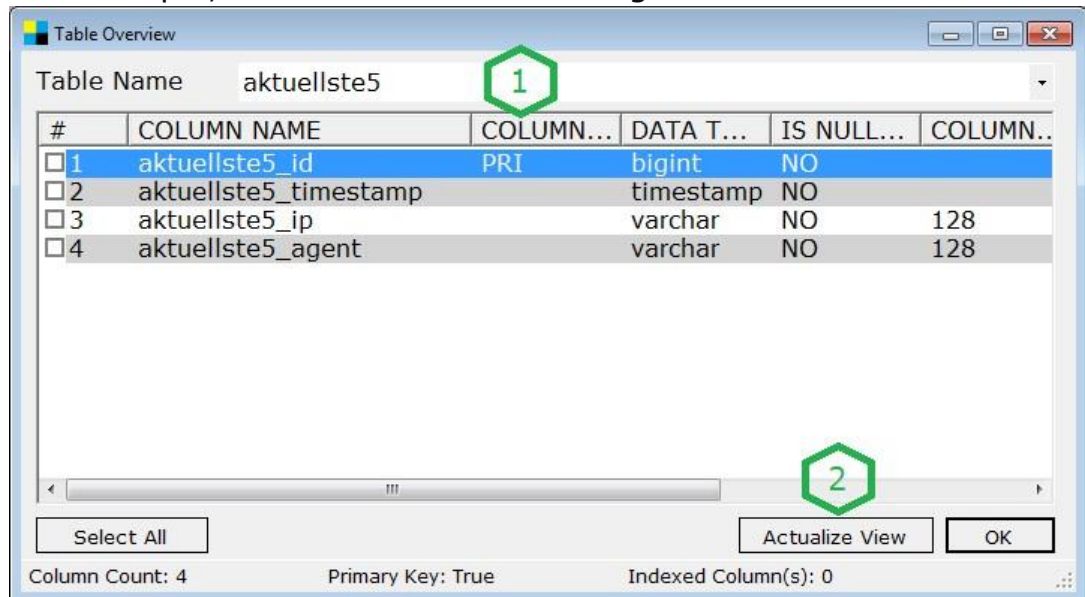 Table Overview
Table Name aktuellste5 1
# COLUMN NAME COLUMN... DATA T... IS NULL... COLUMN..
1 aktuellste5_id PRI bigint NO
2 aktuellste5_timestamp timestamp NO
3 aktuellste5_ip varchar NO 128
4 aktuellste5_agent varchar NO 128
2
Select All Actualize View OK
Column Count: 4 Primary Key: True Indexed Column(s): 0